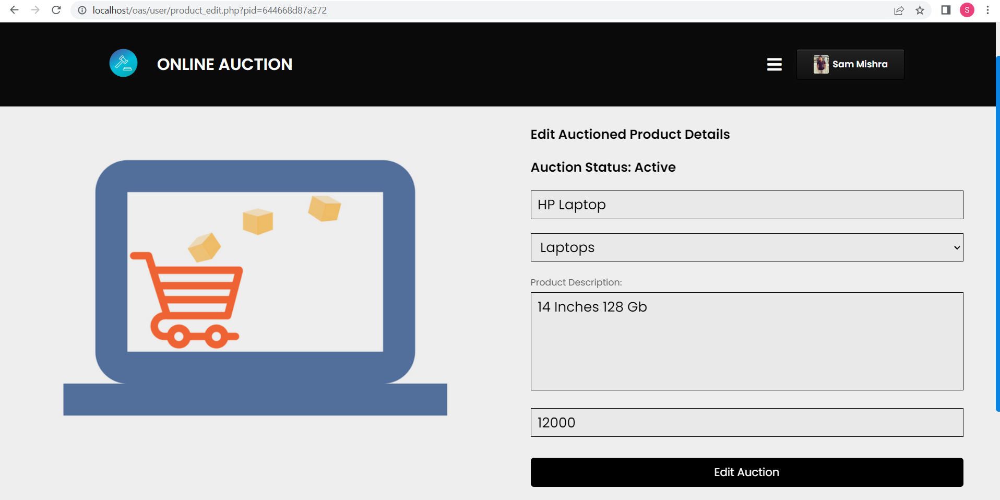 localhost/oas/user/product_edit.php?pid=644668d87a272
S
ONLINE AUCTION
Sam Mishra
Edit Auctioned Product Details
Auction Status: Active
HP Laptop
Laptops
Product Description:
14 Inches 128 Gb
12000
Edit Auction